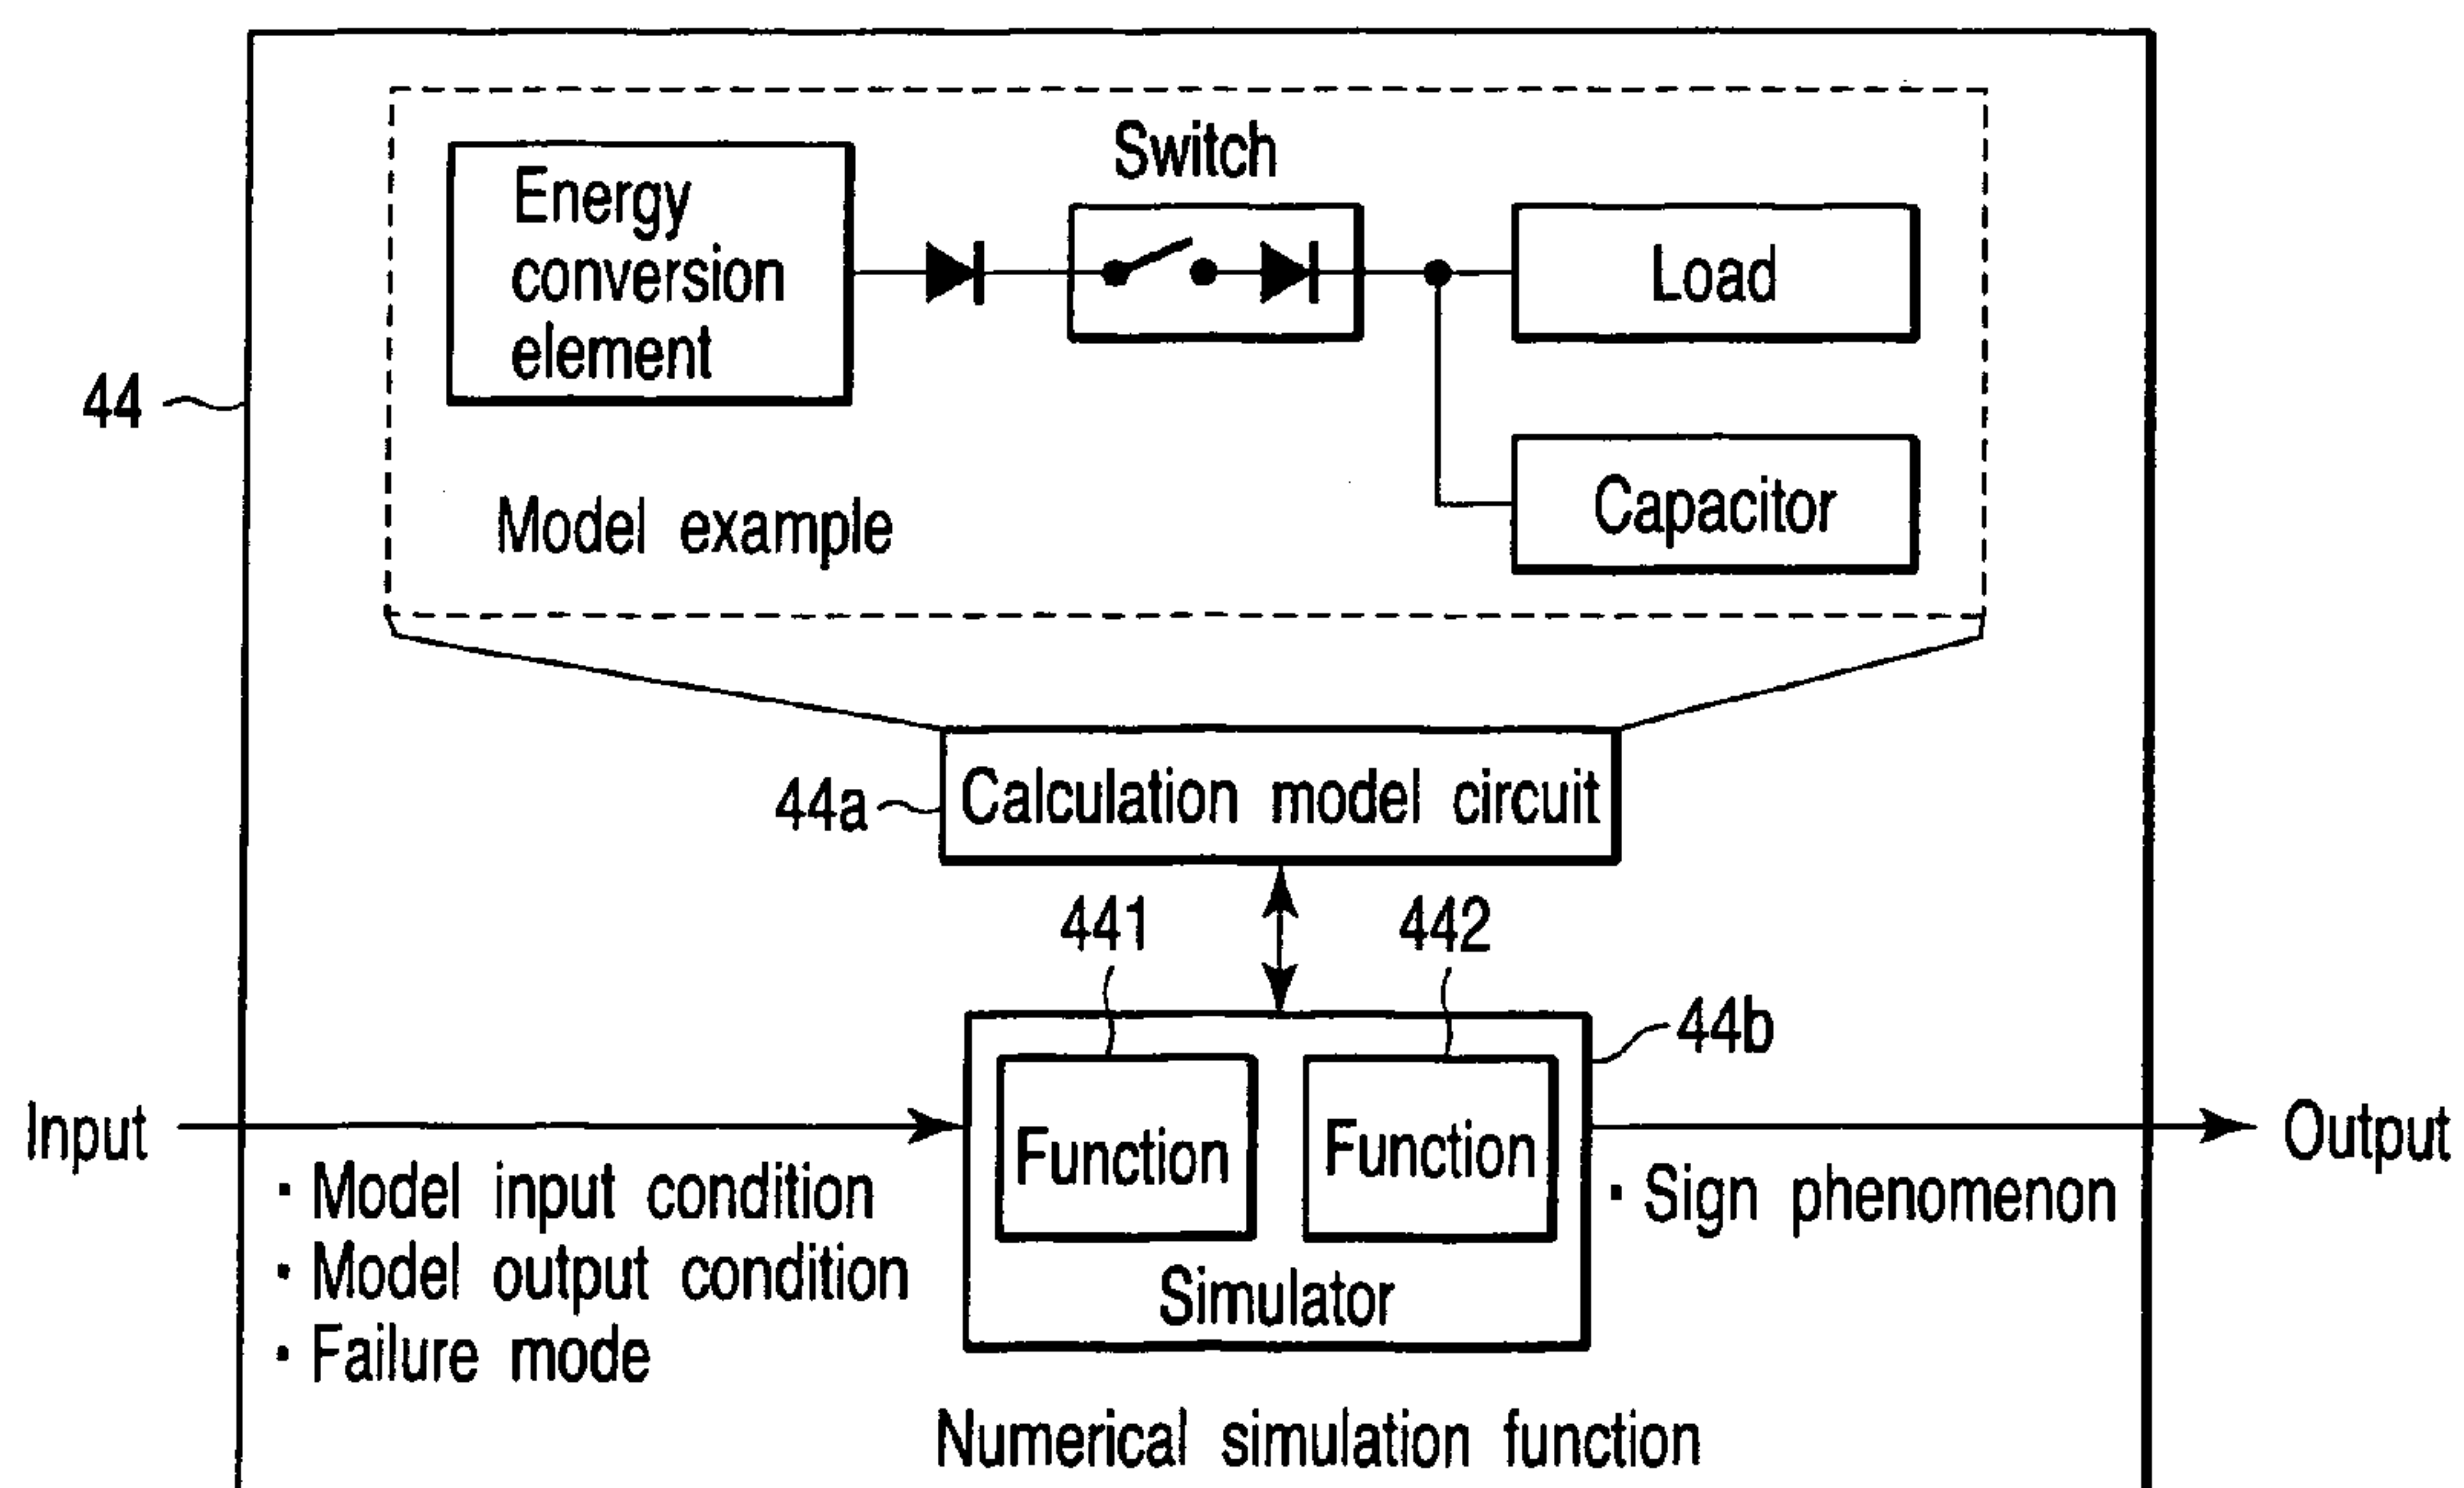 Switch
Energy
conversion
element
Load
Capacitor
Model example
44
44a
Calculation model circuit
441
442
44b
Input
Function
Function
Output
· Model input condition
· Model output condition
· Failure mode
· Sign phenomenon
Simulator
Numerical simulation function